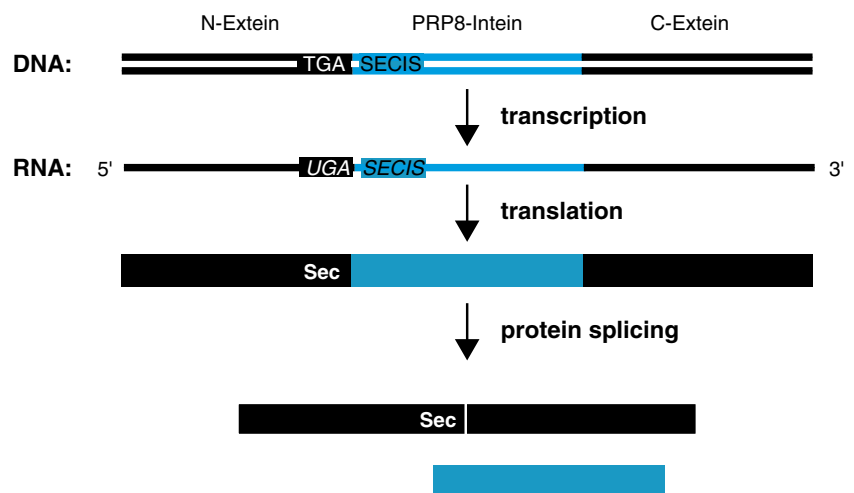 N-Extein PRP8-Intein C-Extein
DNA: TGA SECIS
transcription
RNA: 5' UGA SECIS 3'
translation
Sec
protein splicing
Sec